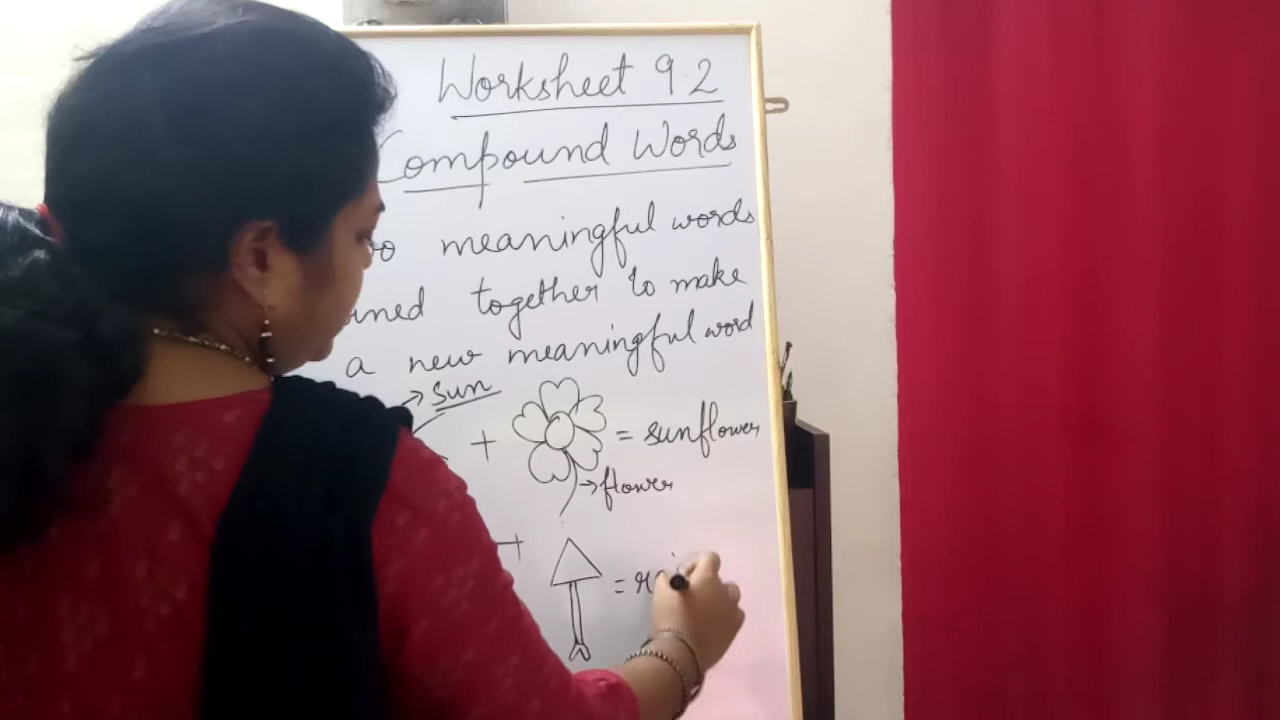 Worksheet 9.2
Compound Words
meaningful words
together to make
a new meaningful word
→ Sun
+ = sunflower
→ flower
+ =